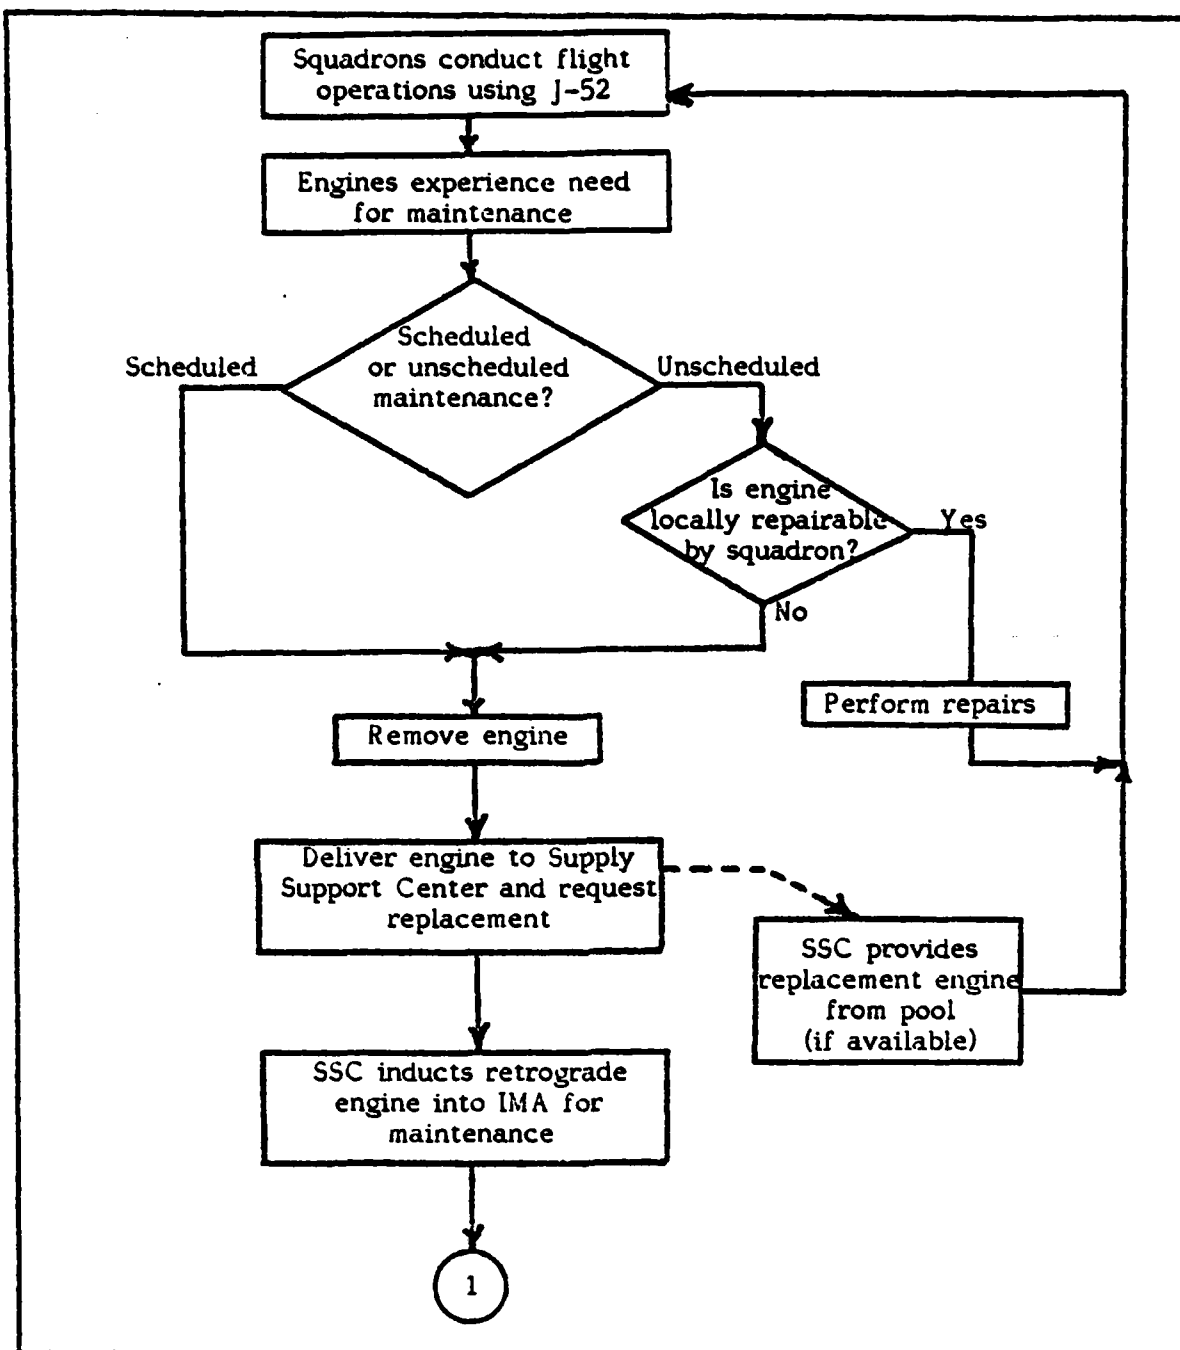 Squadrons conduct flight
operations using J-52
Engines experience need
for maintenance
Scheduled
or unscheduled
maintenance?
Scheduled
Unscheduled
Is engine
locally repairable
by squadron?
Yes
No
Perform repairs
Remove engine
Deliver engine to Supply
Support Center and request
replacement
SSC provides
replacement engine
from pool
(if available)
SSC inducts retrograde
engine into IMA for
maintenance
1